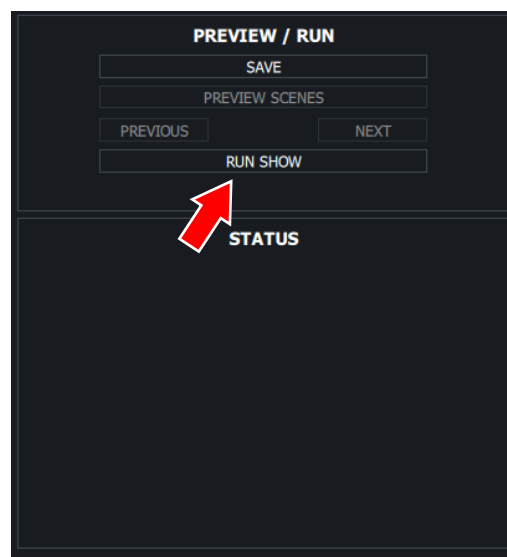 PREVIEW / RUN
SAVE
PREVIEW SCENES
PREVIOUS NEXT
RUN SHOW
STATUS